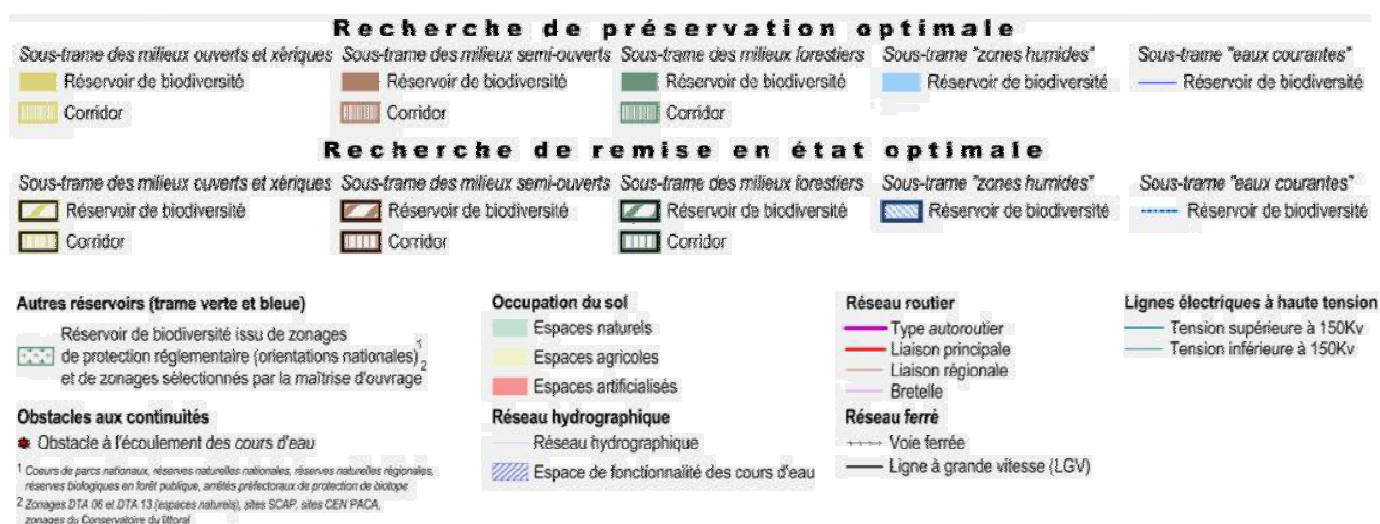 Recherche de préservation optimale
Sous-trame des milieux ouverts et xériques Sous-trame des milieux semi-ouverts Sous-trame des milieux forestiers Sous-trame "zones humides" Sous-trame "eaux courantes"
Réservoir de biodiversité Réservoir de biodiversité Réservoir de biodiversité Réservoir de biodiversité Réservoir de biodiversité
Corridor Corridor Corridor
Recherche de remise en état optimale
Sous-trame des milieux ouverts et xériques Sous-trame des milieux semi-ouverts Sous-trame des milieux forestiers Sous-trame "zones humides" Sous-trame "eaux courantes"
Réservoir de biodiversité Réservoir de biodiversité Réservoir de biodiversité Réservoir de biodiversité Réservoir de biodiversité
Corridor Corridor Corridor
Autres réservoirs (trame verte et bleue)
Réservoir de biodiversité issu de zonages
de protection réglementaire (orientations nationales) 1
et de zonages sélectionnés par la maîtrise d'ouvrage 2
Obstacles aux continuités
Obstacle à l'écoulement des cours d'eau
1 Coeurs de parcs nationaux, réserves naturelles nationales, réserves naturelles régionales,
réserves biologiques en forêt publique, arrêtés préfectoraux de protection de biotope
2 Zonages DTA 06 et DTA 13 (espaces naturels), sites SCAP, sites CEN PACA,
zonages du Conservatoire du littoral
Occupation du sol
Espaces naturels
Espaces agricoles
Espaces artificialisés
Réseau hydrographique
Réseau hydrographique
Espace de fonctionnalité des cours d'eau
Réseau routier
Type autoroutier
Liaison principale
Liaison régionale
Bretelle
Réseau ferré
Voie ferrée
Ligne à grande vitesse (LGV)
Lignes électriques à haute tension
Tension supérieure à 150Kv
Tension inférieure à 150Kv